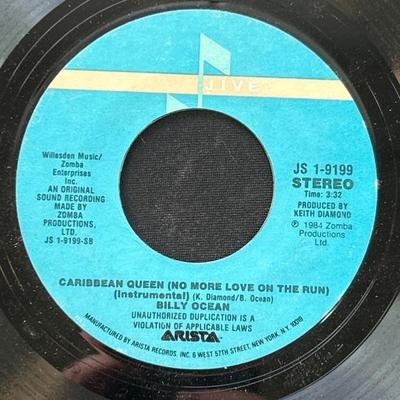 JIVE
Willesden Music/
Zomba
Enterprises
Inc.
AN ORIGINAL
SOUND RECORDING
MADE BY
ZOMBA
PRODUCTIONS,
LTD.
JS 1-9199-SB
JS 1-9199
STEREO
Time: 3:32
PRODUCED BY
KEITH DIAMOND
Ⓟ 1984 Zomba
Productions
Ltd.
CARIBBEAN QUEEN (NO MORE LOVE ON THE RUN)
(Instrumental) (K. Diamond/B. Ocean)
BILLY OCEAN
UNAUTHORIZED DUPLICATION IS A
VIOLATION OF APPLICABLE LAWS
ARISTA
MANUFACTURED BY ARISTA RECORDS, INC. 6 WEST 57TH STREET, NEW YORK, N.Y. 10019